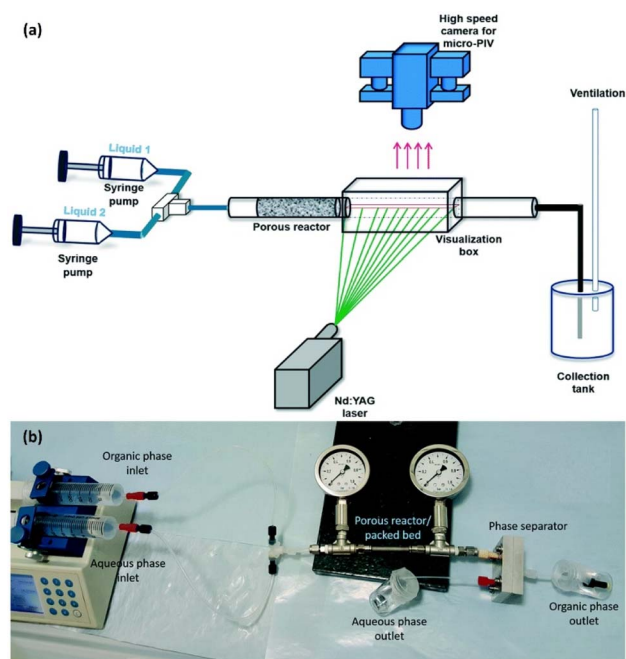 (a)
High speed
camera for
micro-PIV
Ventilation
Liquid 1
Syringe
pump
Liquid 2
Syringe
pump
Porous reactor
Visualization
box
Nd:YAG
laser
Collection
tank
(b)
Organic phase
inlet
Aqueous phase
inlet
Porous reactor/
packed bed
Phase separator
Aqueous phase
outlet
Organic phase
outlet